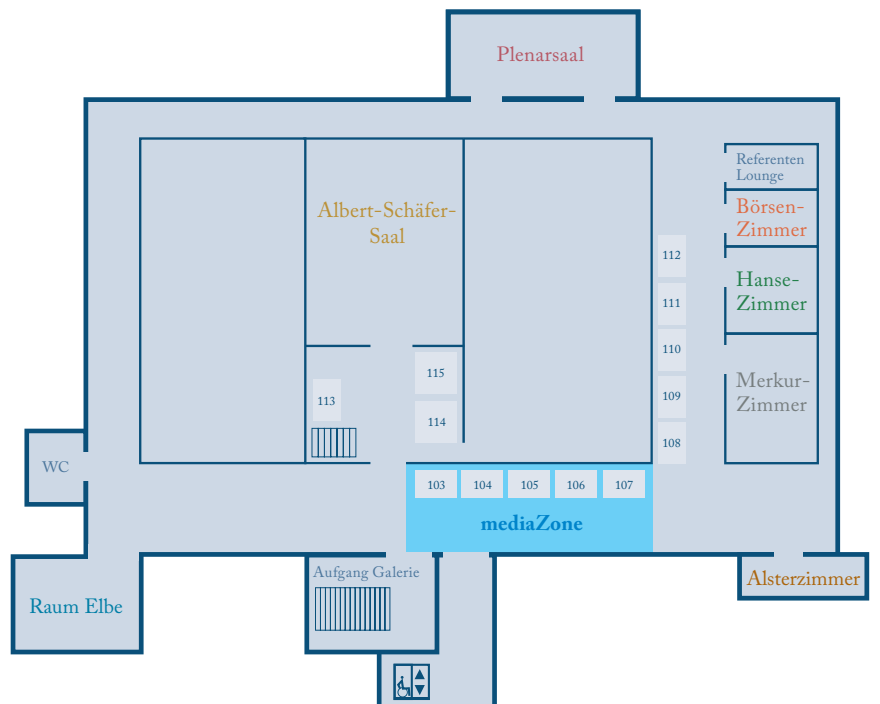 Plenarsaal
Referenten
Lounge
Albert-Schäfer-
Saal
Börsen-
Zimmer
112
Hanse-
Zimmer
111
110
115
Merkur-
Zimmer
113
109
114
108
WC
103
104
105
106
107
mediaZone
Aufgang Galerie
Alsterzimmer
Raum Elbe